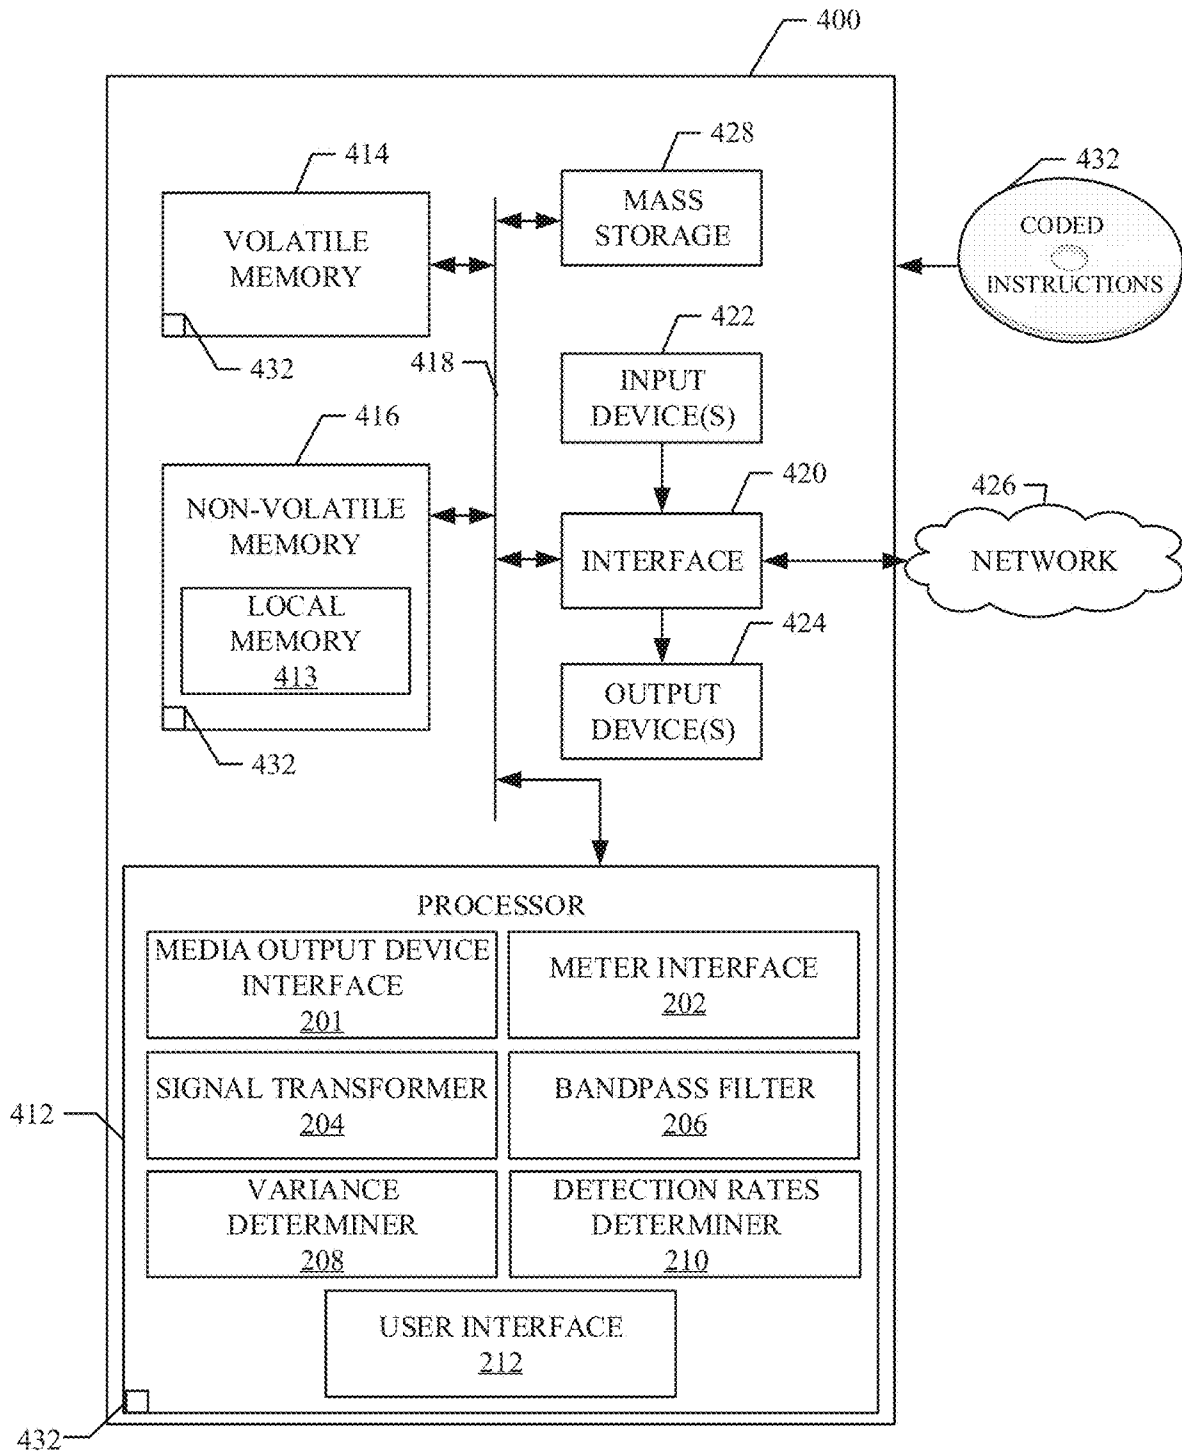 400
414
VOLATILE
MEMORY
432
428
MASS
STORAGE
432
CODED
INSTRUCTIONS
418
422
INPUT
DEVICE(S)
416
NON-VOLATILE
MEMORY
LOCAL
MEMORY
413
432
420
INTERFACE
426
NETWORK
424
OUTPUT
DEVICE(S)
PROCESSOR
MEDIA OUTPUT DEVICE
INTERFACE
201
METER INTERFACE
202
412
SIGNAL TRANSFORMER
204
BANDPASS FILTER
206
VARIANCE
DETERMINER
208
DETECTION RATES
DETERMINER
210
USER INTERFACE
212
432